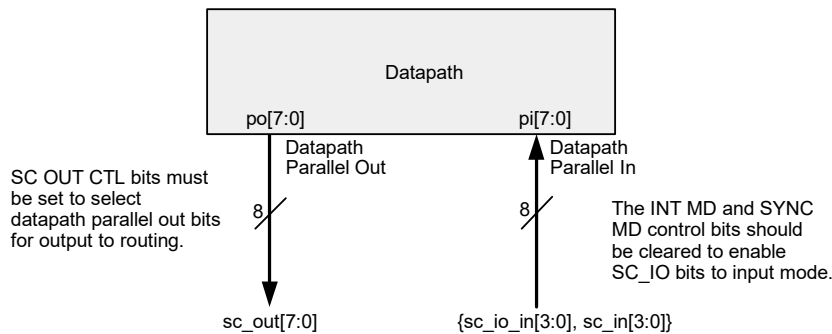 Datapath
po[7:0]
pi[7:0]
Datapath
Parallel Out
Datapath
Parallel In
SC OUT CTL bits must
be set to select
datapath parallel out bits
for output to routing.
8
8
The INT MD and SYNC
MD control bits should
be cleared to enable
SC_IO bits to input mode.
sc_out[7:0]
{sc_io_in[3:0], sc_in[3:0]}